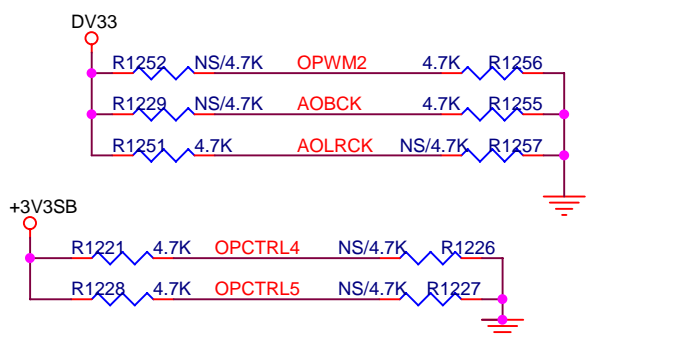 DV33
R1252 NS/4.7K OPWM2 4.7K R1256
R1229 NS/4.7K AOBCK 4.7K R1255
R1251 4.7K AOLRCK NS/4.7K R1257
+3V3SB
R1221 4.7K OPCTRL4 NS/4.7K R1226
R1228 4.7K OPCTRL5 NS/4.7K R1227